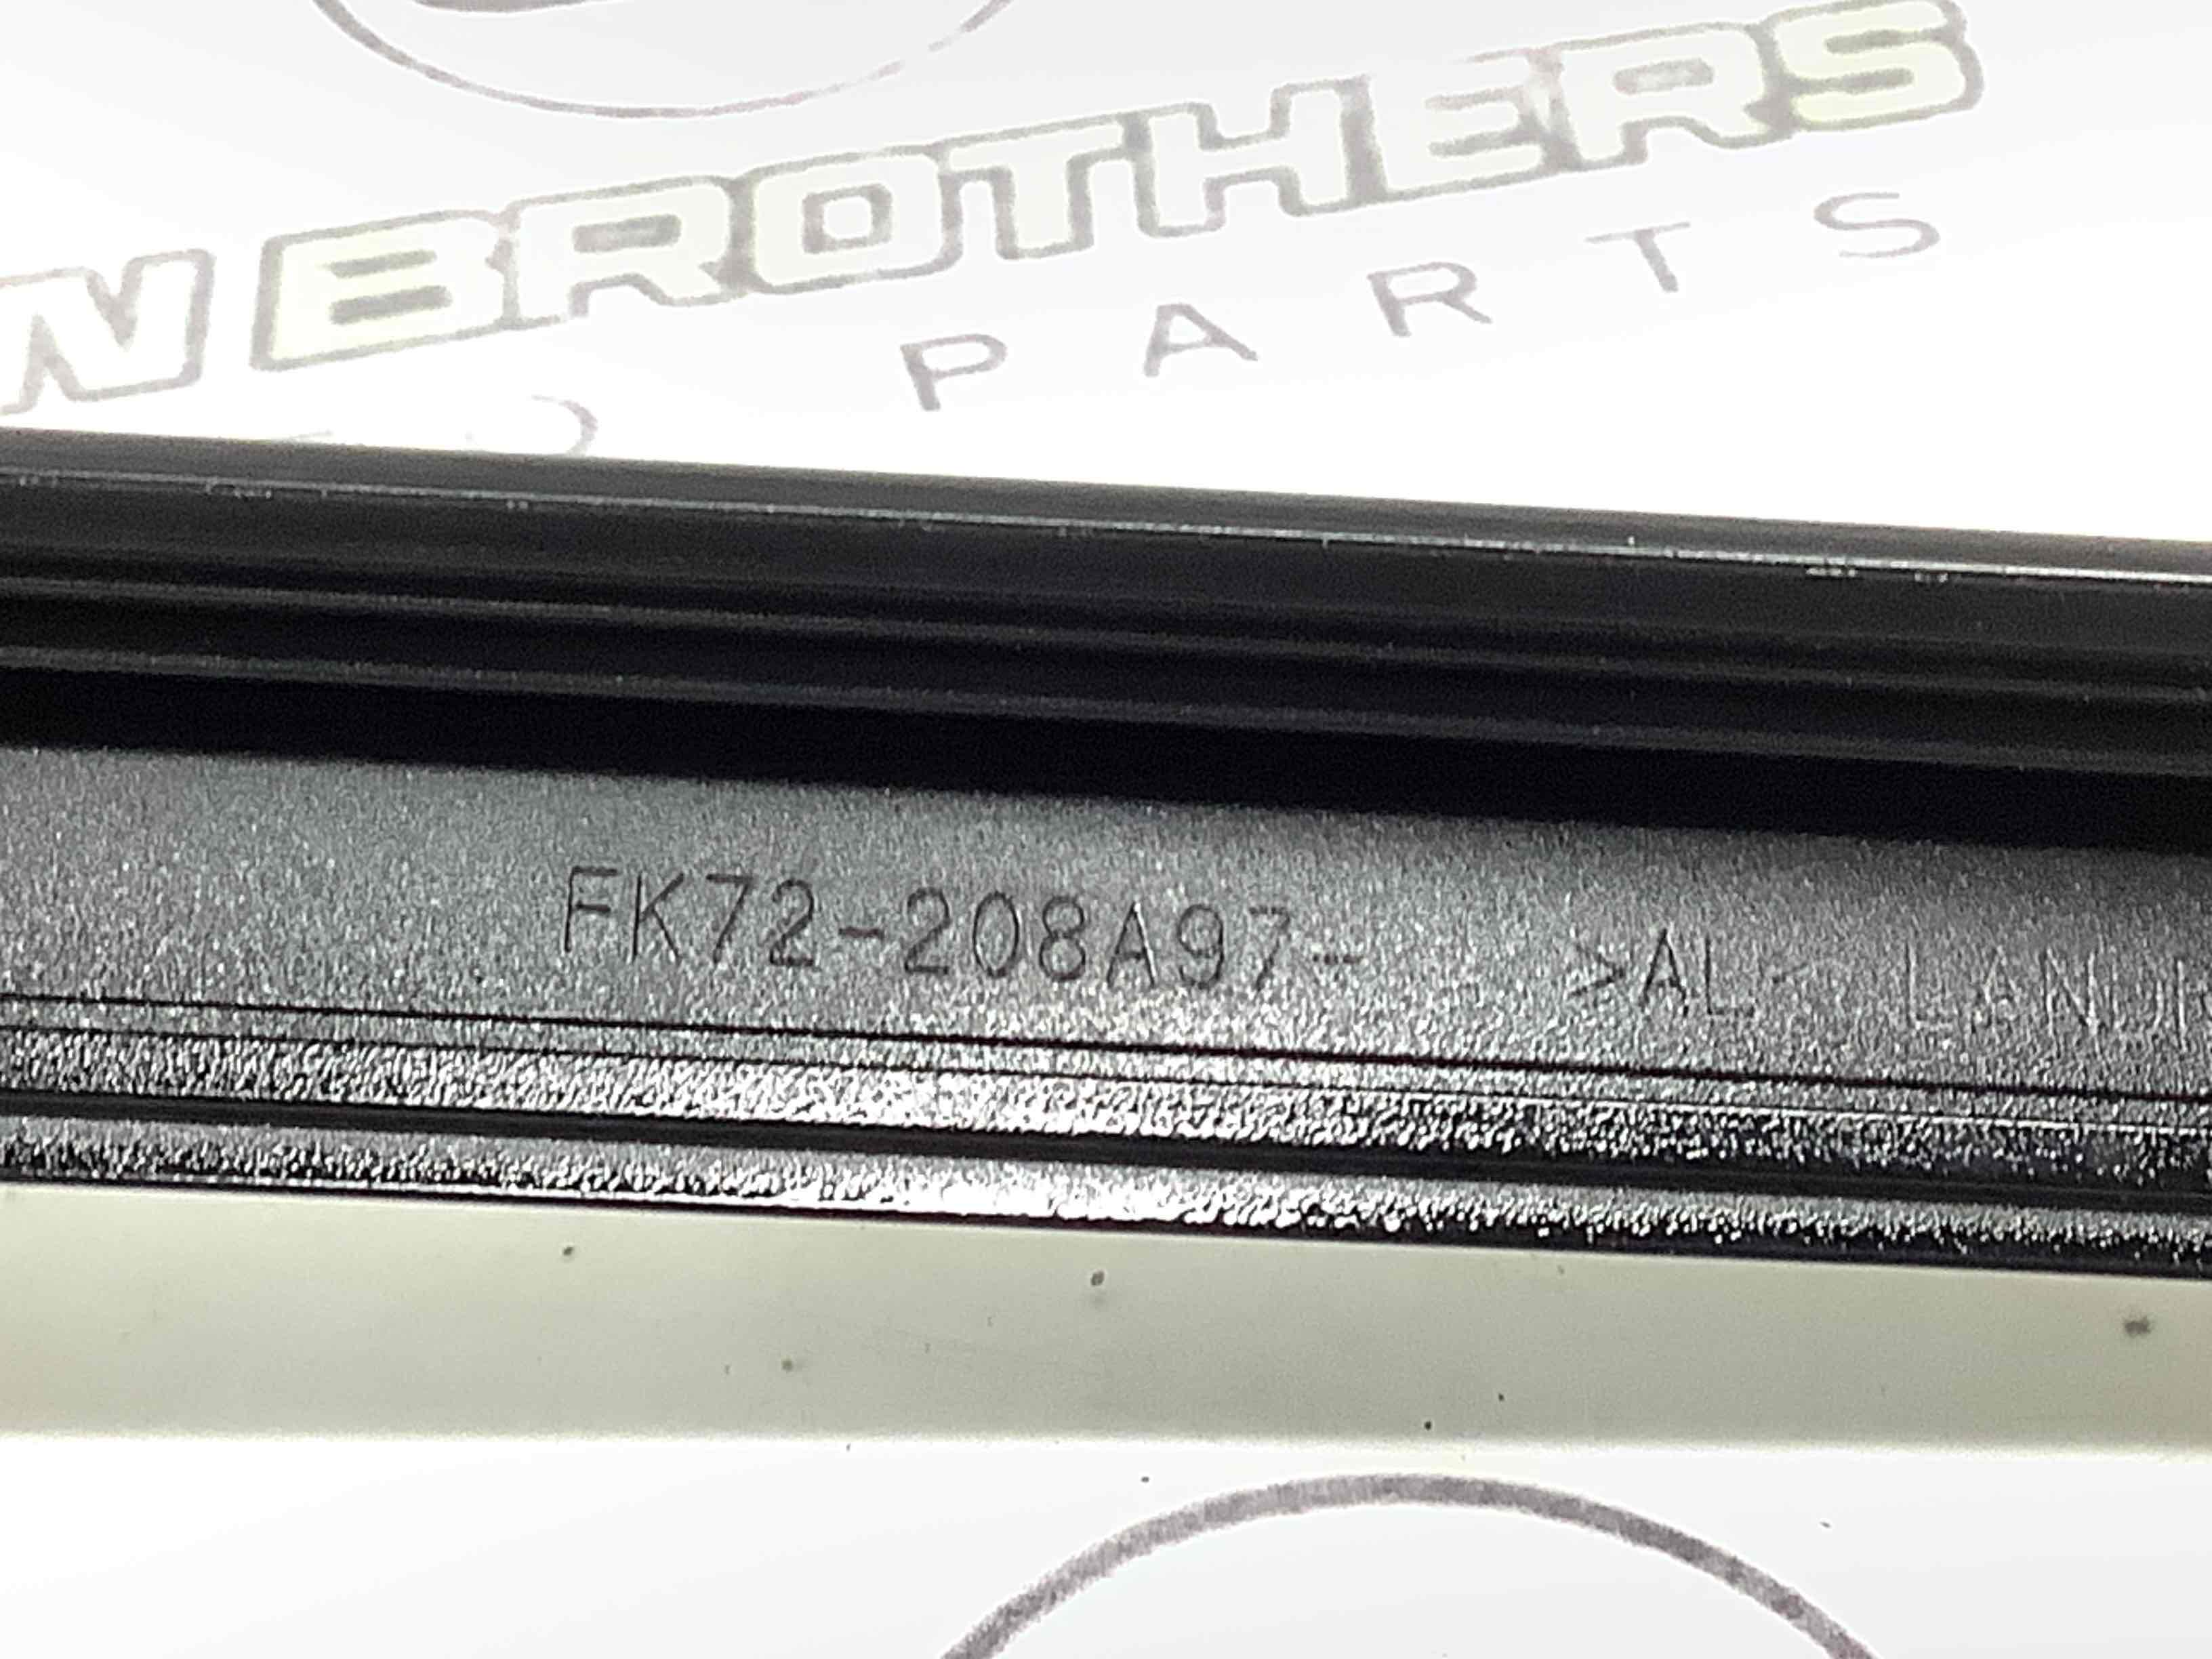 BROTHERS
PARTS
FK72-208A97- >AL<